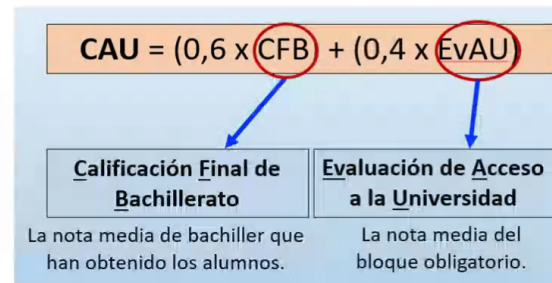 CAU = (0,6 x CFB) + (0,4 x EvAU)
Calificación Final de
Bachillerato
Evaluación de Acceso
a la Universidad
La nota media de bachiller que
han obtenido los alumnos.
La nota media del
bloque obligatorio.